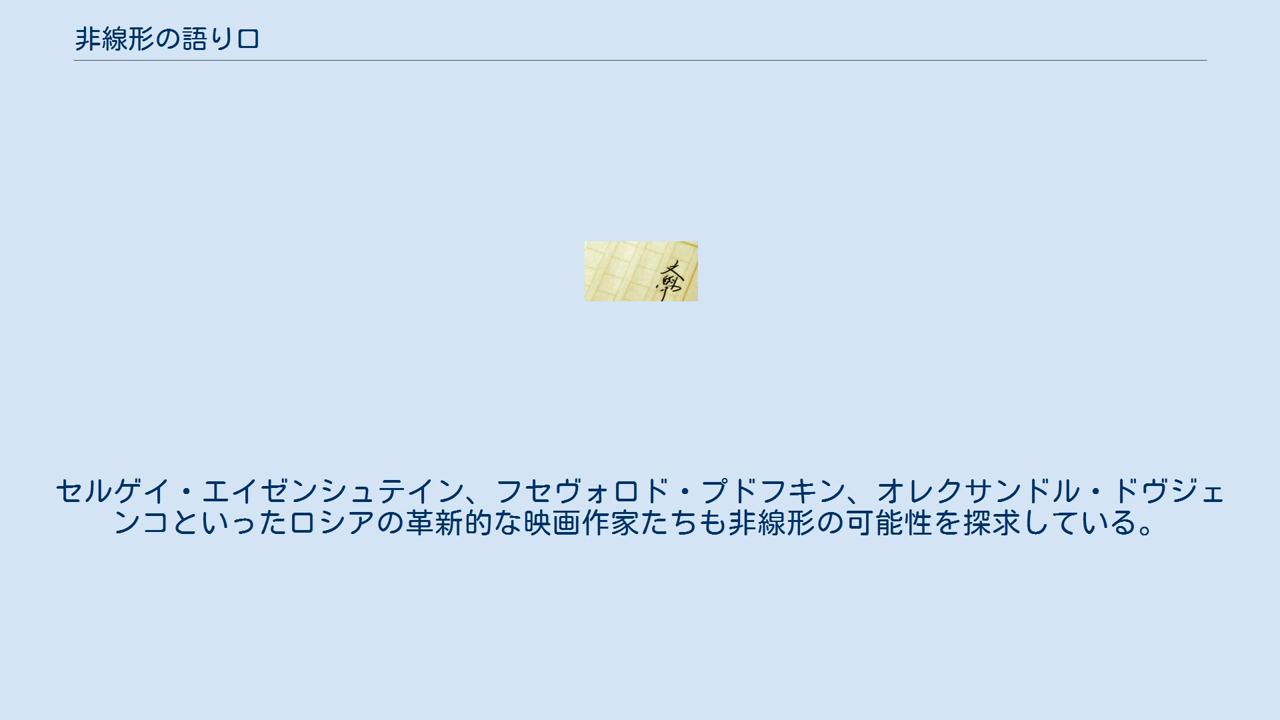 非線形の語り口
セルゲイ・エイゼンシュテイン、フセヴォロド・プドフキン、オレクサンドル・ドヴジェ
ンコといったロシアの革新的な映画作家たちも非線形の可能性を探求している。